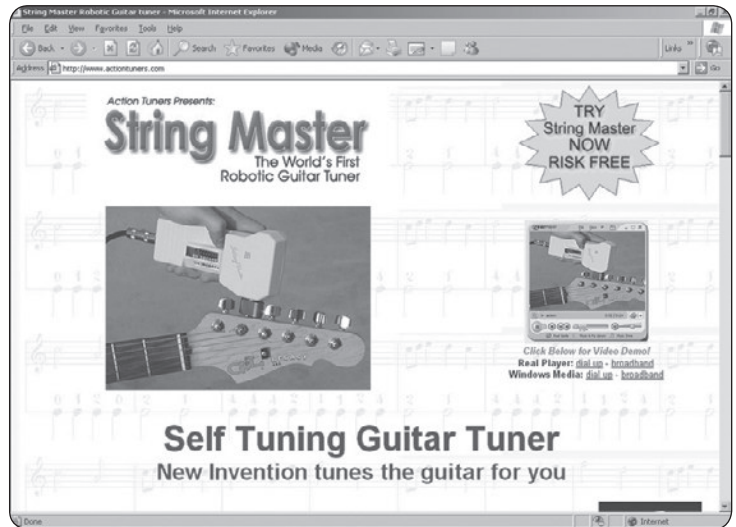 String Master Robotic Guitar tuner - Microsoft Internet Explorer
File Edit View Favorites Tools Help
Back Search Favorites Media Links
Address http://www.actiontuners.com Go
Action Tuners Presents:
String Master
The World's First
Robotic Guitar Tuner
TRY
String Master
NOW
RISK FREE
Click Below for Video Demo!
Real Player: dial up - broadband
Windows Media: dial up - broadband
Self Tuning Guitar Tuner
New Invention tunes the guitar for you
Done Internet